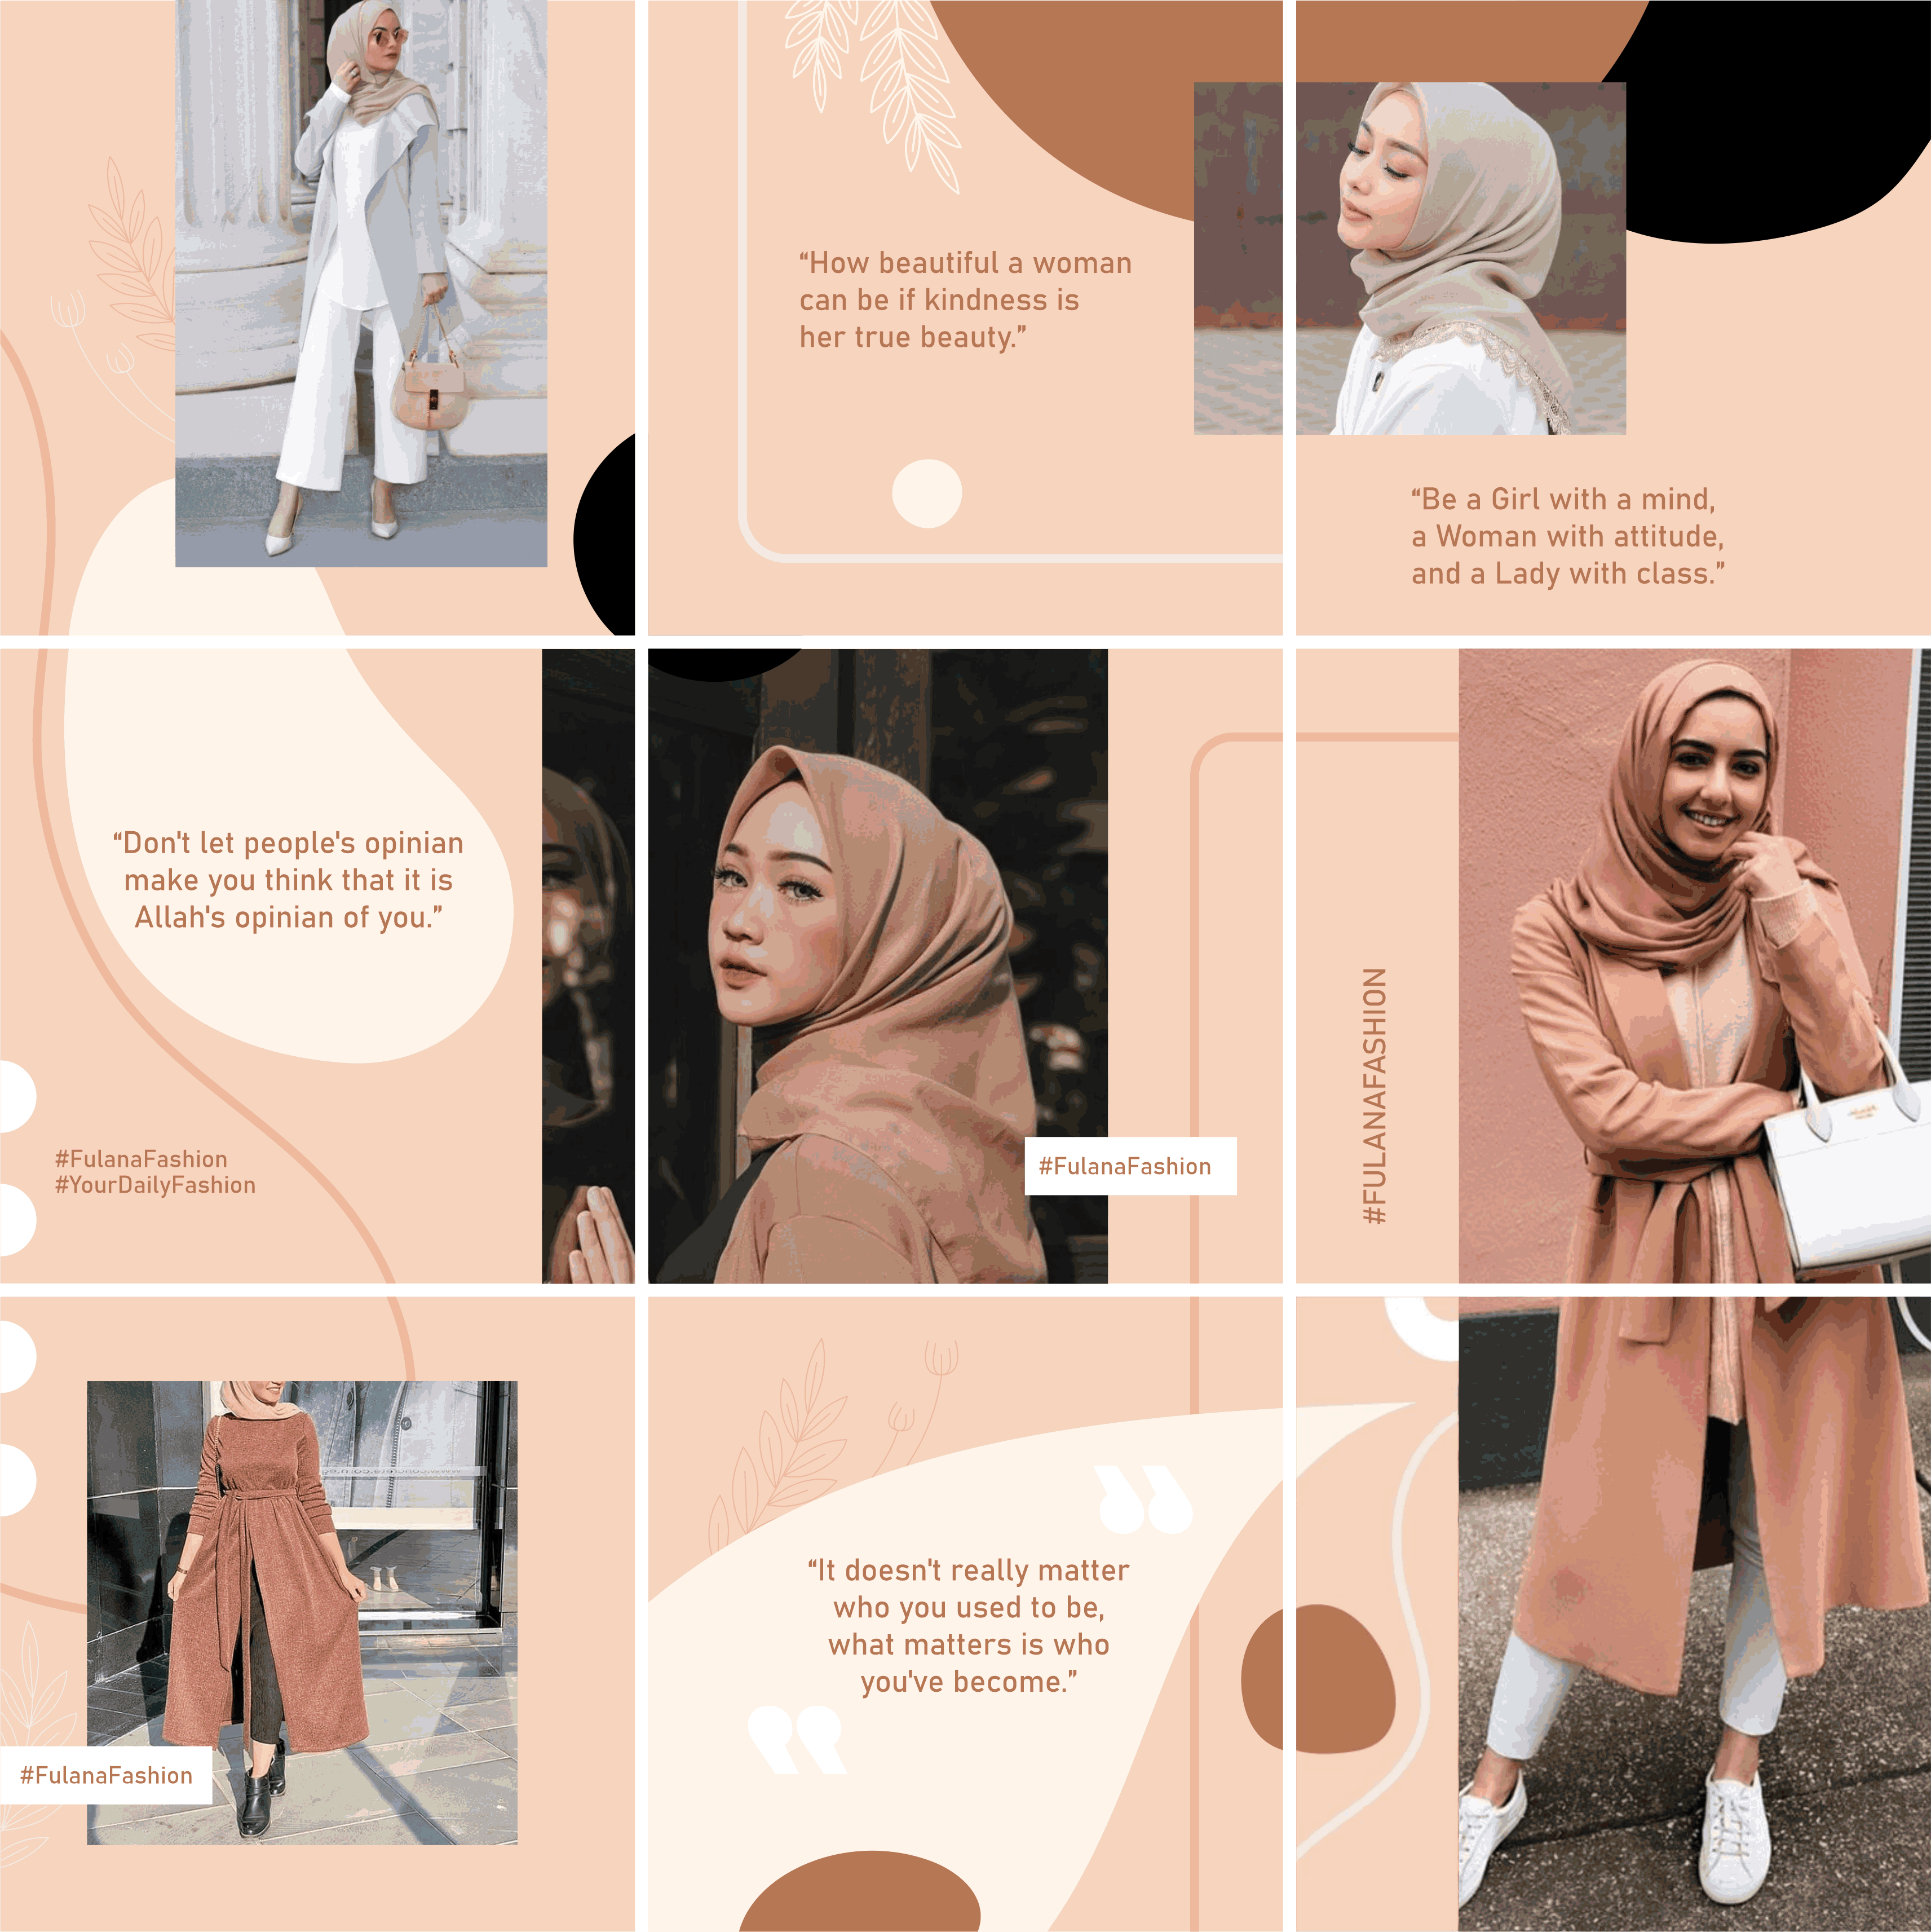 “How beautiful a woman
can be if kindness is
her true beauty.”
“Be a Girl with a mind,
a Woman with attitude,
and a Lady with class.”
“Don't let people's opinian
make you think that it is
Allah's opinian of you.”
#FulanaFashion
#YourDailyFashion
#FulanaFashion
#FULANAFASHION
#FulanaFashion
“It doesn't really matter
who you used to be,
what matters is who
you've become.”